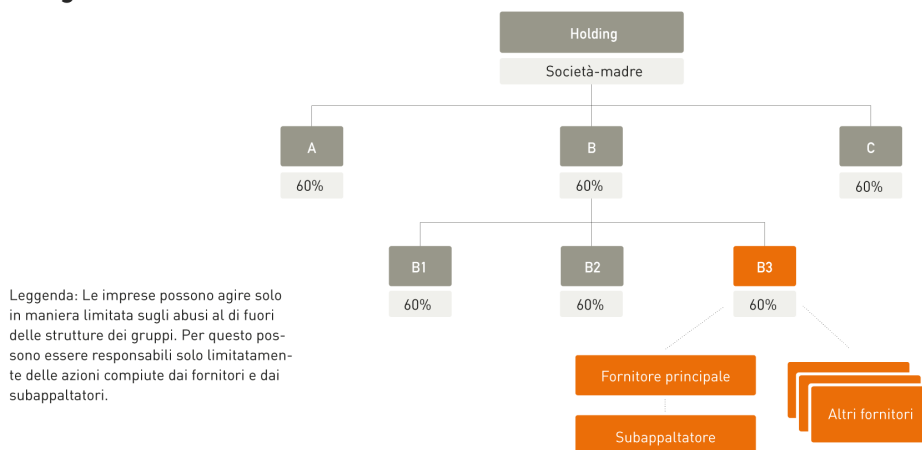 Holding
Società-madre
A
B
C
60%
60%
60%
B1
B2
B3
60%
60%
60%
Leggenda: Le imprese possono agire solo
in maniera limitata sugli abusi al di fuori
delle strutture dei gruppi. Per questo pos-
sono essere responsabili solo limitatamen-
te delle azioni compiute dai fornitori e dai
subappaltatori.
Fornitore principale
Altri fornitori
Subappaltatore